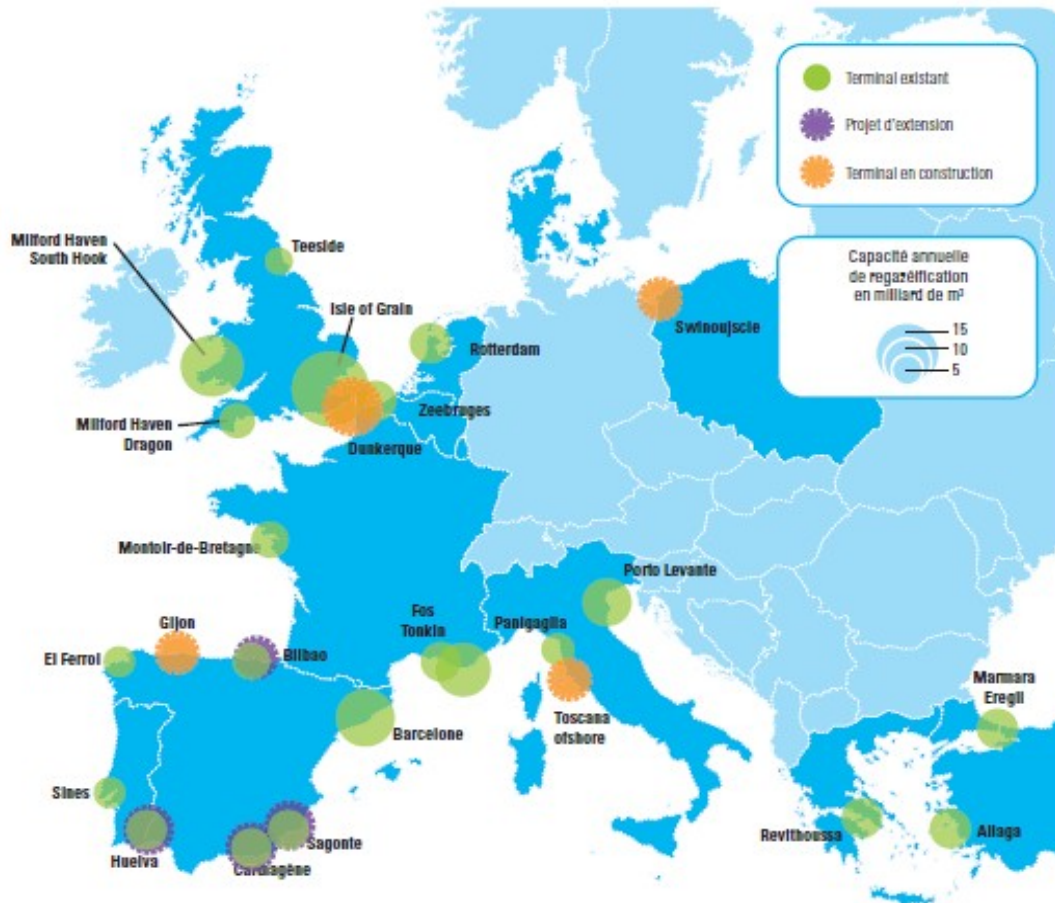 Terminal existant
Projet d'extension
Terminal en construction
Capacité annuelle
de regazéification
en milliard de m³
15
10
5
Milford Haven
South Hook
Teeside
Isle of Grain
Rotterdam
Swinoujscie
Milford Haven
Dragon
Zeebruges
Dunkerque
Montoir-de-Bretagne
Porto Levante
Fos
Tonkin
Panigaglia
Gijon
El Ferrol
Bilbao
Marmara
Eregli
Barcelone
Toscana
ofshore
Sines
Huelva
Carthagène
Sagonte
Revithoussa
Aliaga